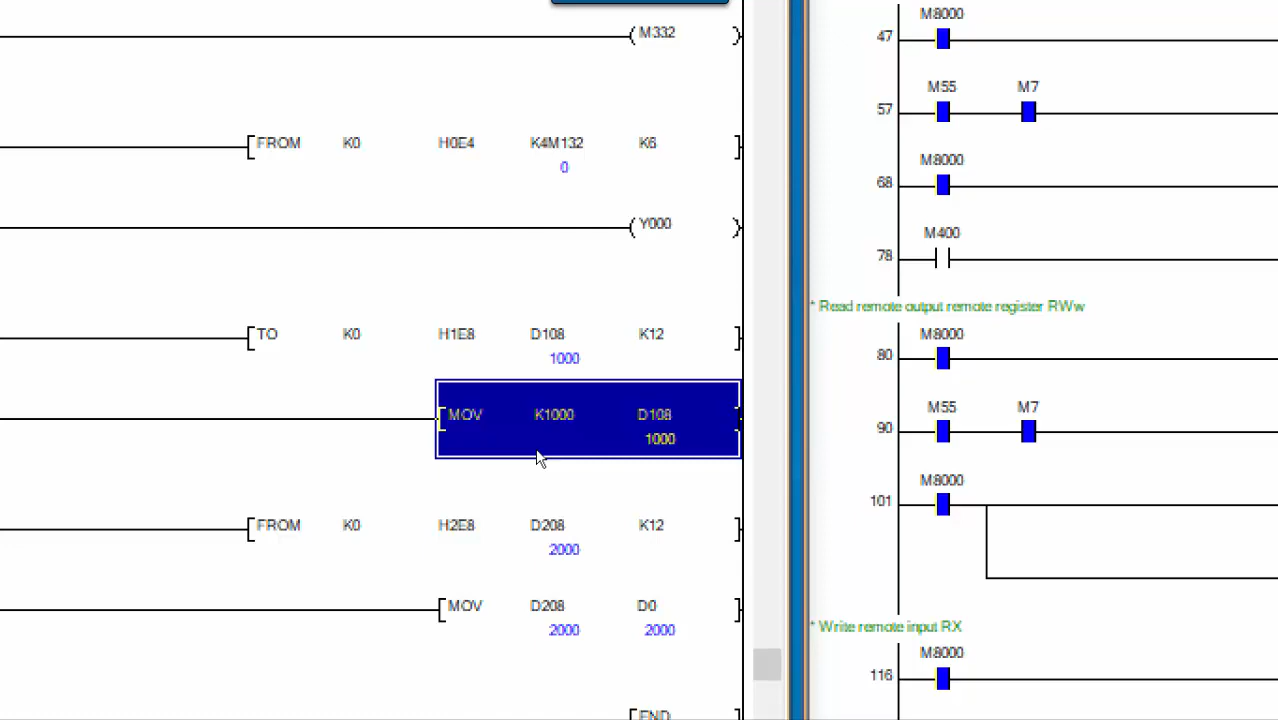 M332
FROM K0 H0E4 K4M132 K6
0
Y000
TO K0 H1E8 D108 K12
1000
MOV K1000 D108
1000
FROM K0 H2E8 D208 K12
2000
MOV D208 D0
2000 2000
END
M8000
47
M55 M7
57
M8000
68
M400
78
* Read remote output remote register RWw
M8000
80
M55 M7
90
M8000
101
* Write remote input RX
M8000
116